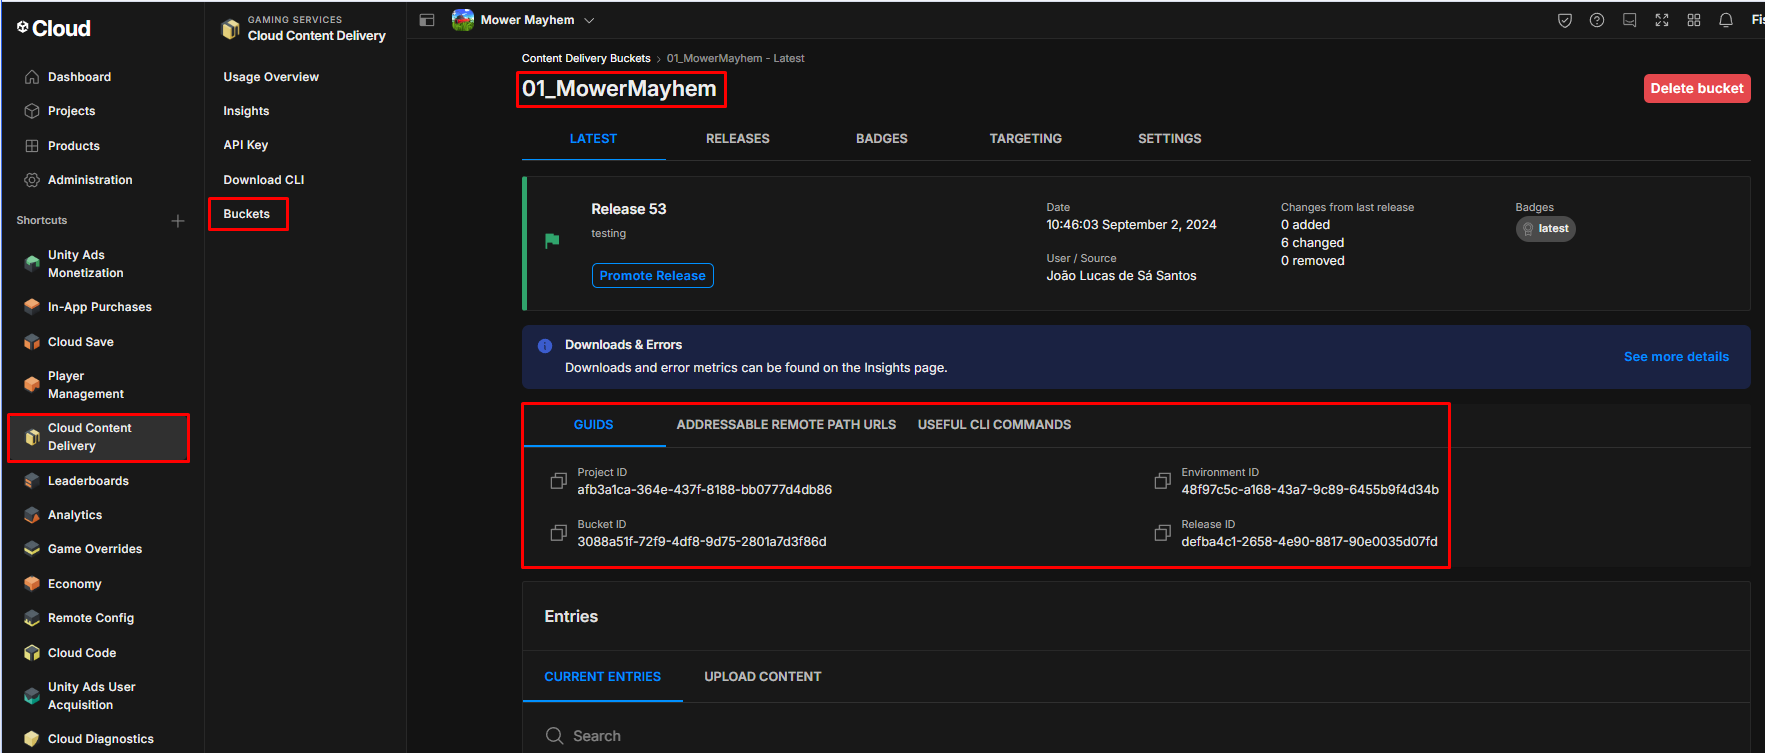 Cloud
Dashboard
Projects
Products
Administration
Shortcuts
Unity Ads
Monetization
In-App Purchases
Cloud Save
Player
Management
Cloud Content
Delivery
Leaderboards
Analytics
Game Overrides
Economy
Remote Config
Cloud Code
Unity Ads User
Acquisition
Cloud Diagnostics
GAMING SERVICES
Cloud Content Delivery
Usage Overview
Insights
API Key
Download CLI
Buckets
Mower Mayhem
Content Delivery Buckets › 01_MowerMayhem - Latest
01_MowerMayhem
Delete bucket
LATEST RELEASES BADGES TARGETING SETTINGS
Release 53
testing
Promote Release
Date
10:46:03 September 2, 2024
User / Source
João Lucas de Sá Santos
Changes from last release
0 added
6 changed
0 removed
Badges
latest
Downloads & Errors
Downloads and error metrics can be found on the Insights page.
See more details
GUIDS ADDRESSABLE REMOTE PATH URLS USEFUL CLI COMMANDS
Project ID
afb3a1ca-364e-437f-8188-bb0777d4db86
Environment ID
48f97c5c-a168-43a7-9c89-6455b9f4d34b
Bucket ID
3088a51f-72f9-4df8-9d75-2801a7d3f86d
Release ID
defba4c1-2658-4e90-8817-90e0035d07fd
Entries
CURRENT ENTRIES UPLOAD CONTENT
Search